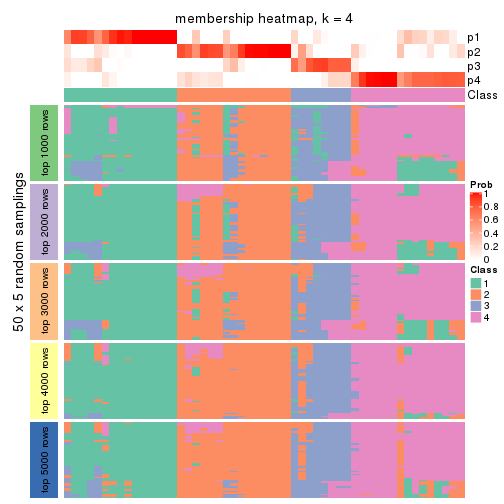 membership heatmap, k = 4
p1
p2
p3
p4
Class
50 x 5 random samplings
top 1000 rows
top 2000 rows
top 3000 rows
top 4000 rows
top 5000 rows
Prob
1
0.8
0.6
0.4
0.2
0
Class
1
2
3
4